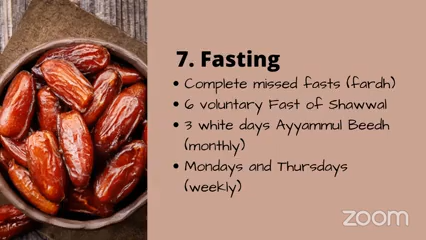 7. Fasting
Complete missed fasts (fardh)
6 voluntary Fast of Shawwal
3 white days Ayyammul Beedh
(monthly)
Mondays and Thursdays
(weekly)
zoom